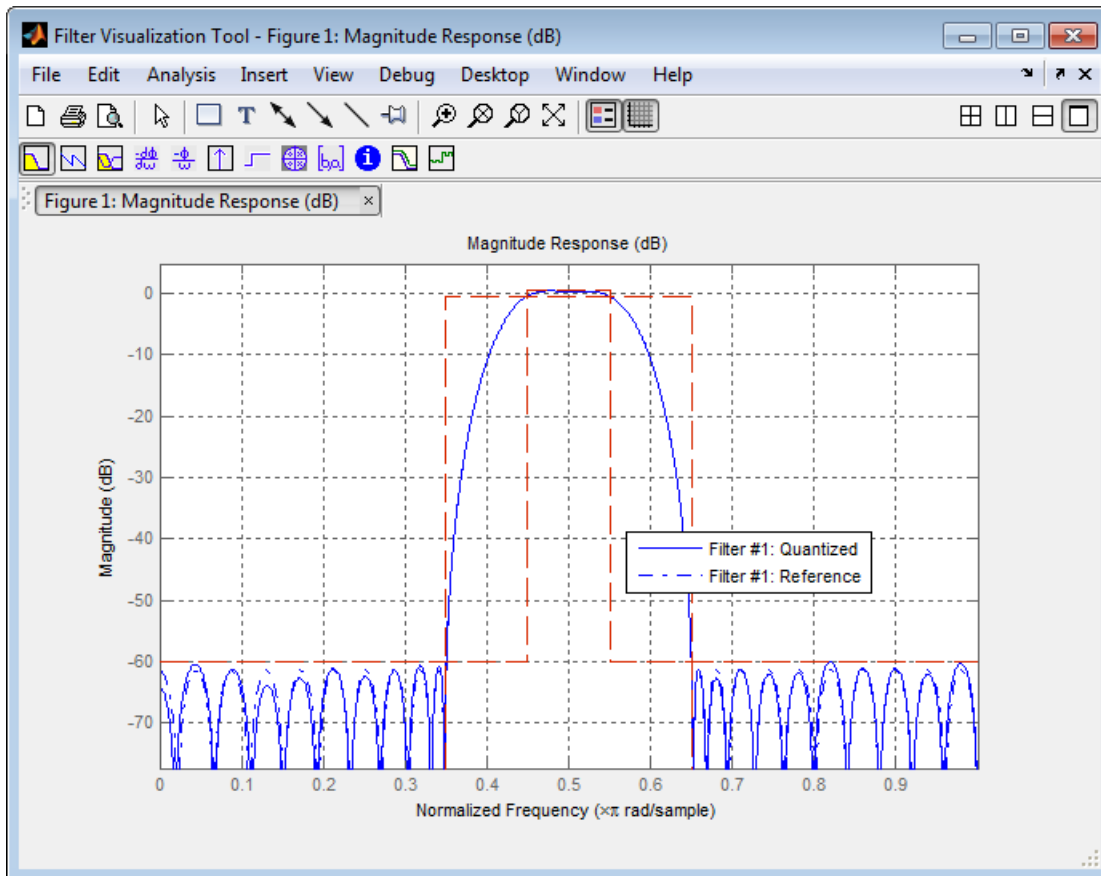 Filter Visualization Tool - Figure 1: Magnitude Response (dB)
File Edit Analysis Insert View Debug Desktop Window Help
T
[b,a] i
Figure 1: Magnitude Response (dB) ×
Magnitude Response (dB)
0
-10
-20
-30
-40
-50
-60
-70
Magnitude (dB)
Filter #1: Quantized
Filter #1: Reference
0 0.1 0.2 0.3 0.4 0.5 0.6 0.7 0.8 0.9
Normalized Frequency (×π rad/sample)